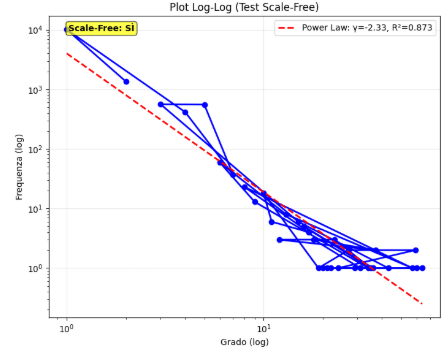 Plot Log-Log (Test Scale-Free)
Scale-Free: Sì
Power Law: γ=-2.33, R²=0.873
Frequenza (log)
10⁴
10³
10²
10¹
10⁰
10⁰
10¹
Grado (log)